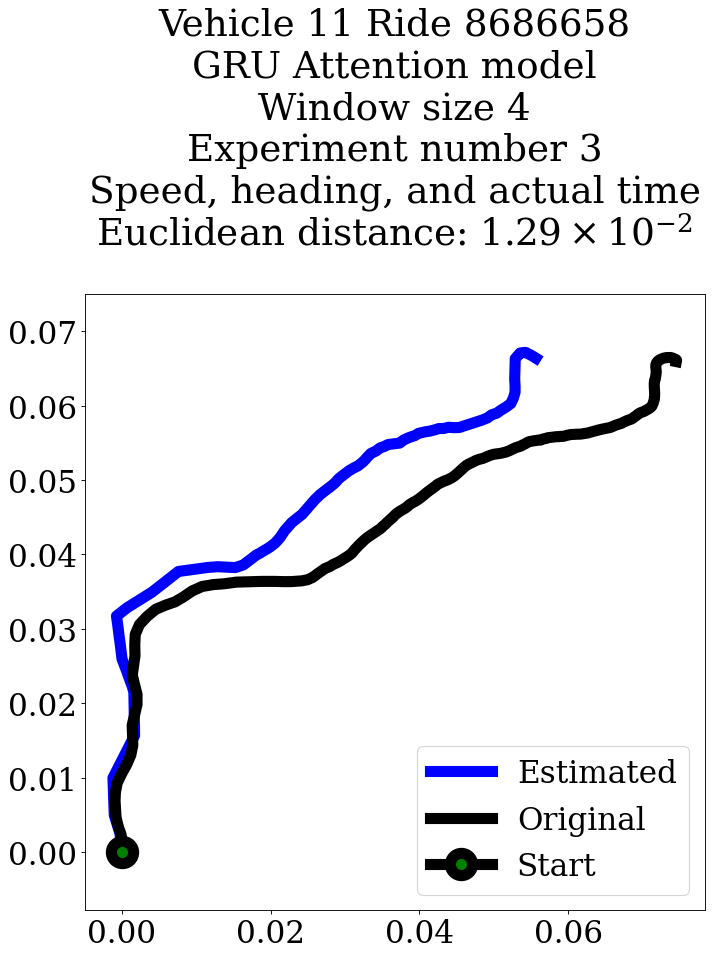 Vehicle 11 Ride 8686658
GRU Attention model
Window size 4
Experiment number 3
Speed, heading, and actual time
Euclidean distance: 1.29 × 10⁻²
0.07
0.06
0.05
0.04
0.03
0.02
0.01
0.00
Estimated
Original
Start
0.00 0.02 0.04 0.06